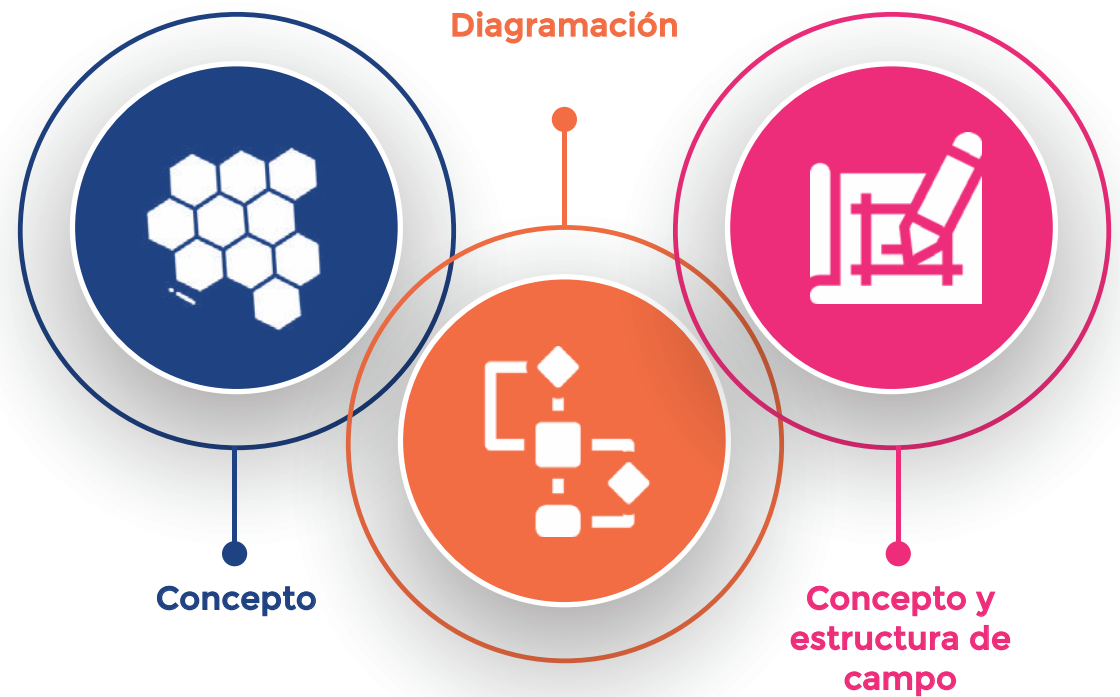 Diagramación
Concepto
Concepto y
estructura de
campo